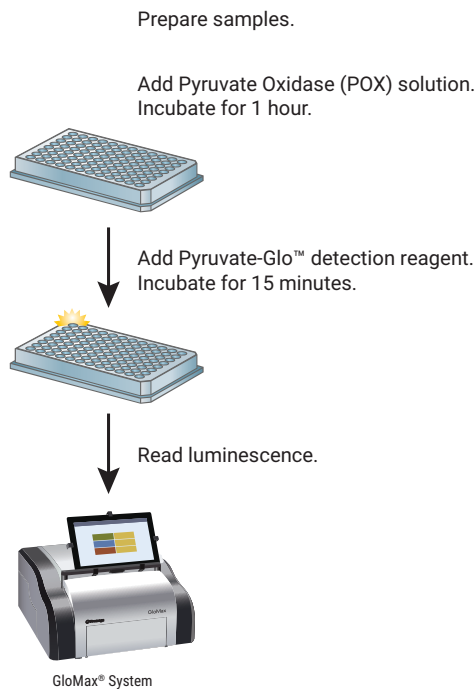 Prepare samples.
Add Pyruvate Oxidase (POX) solution.
Incubate for 1 hour.
Add Pyruvate-Glo™ detection reagent.
Incubate for 15 minutes.
Read luminescence.
GloMax
GloMax® System